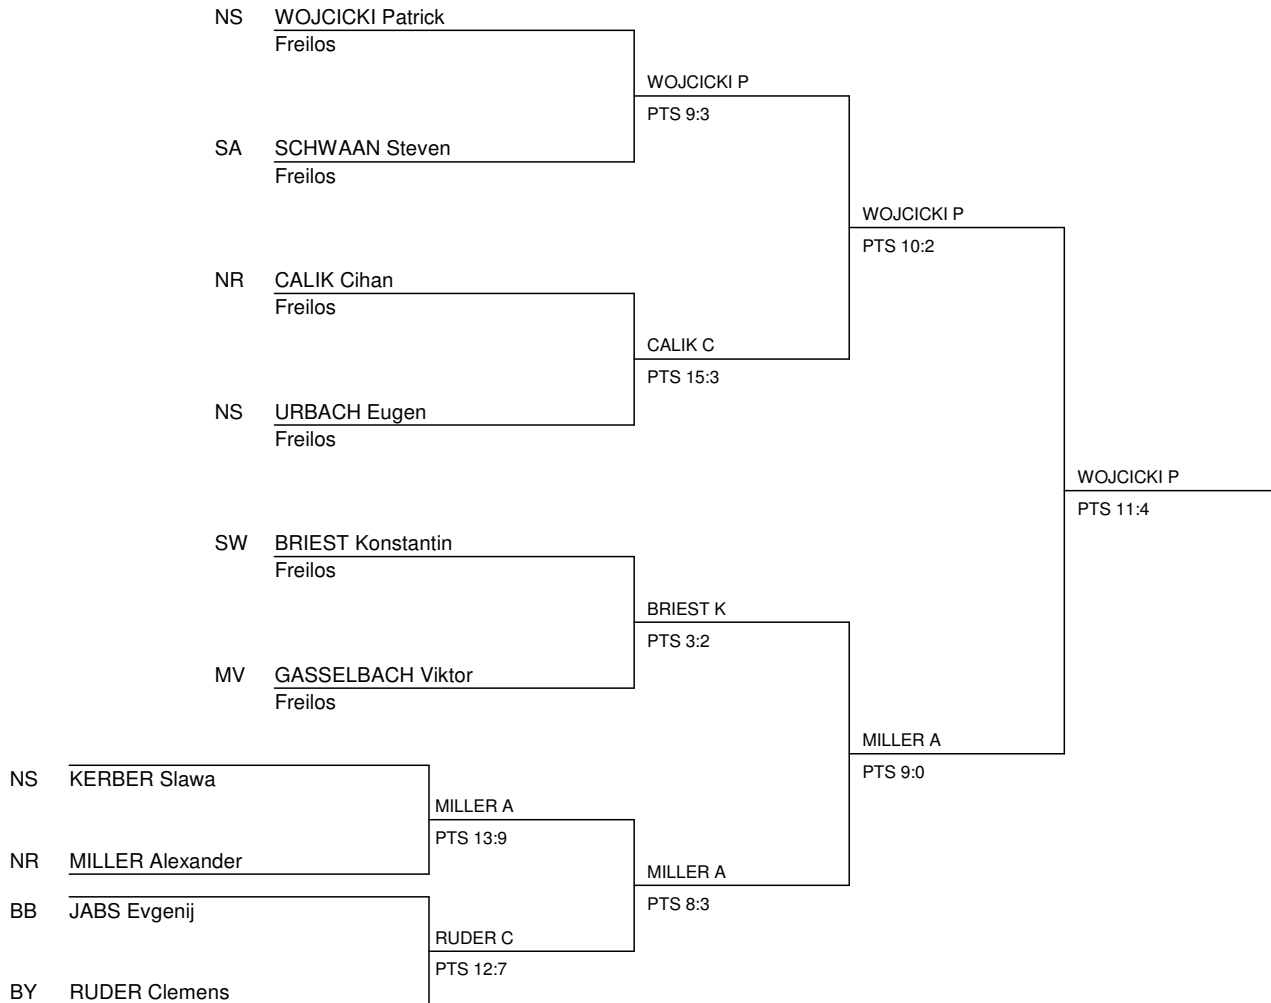 NS WOJCICKI Patrick
Freilos
WOJCICKI P
PTS 9:3
SA SCHWAAN Steven
Freilos
WOJCICKI P
PTS 10:2
NR CALIK Cihan
Freilos
CALIK C
PTS 15:3
NS URBACH Eugen
Freilos
WOJCICKI P
PTS 11:4
SW BRIEST Konstantin
Freilos
BRIEST K
PTS 3:2
MV GASSELBACH Viktor
Freilos
MILLER A
PTS 9:0
NS KERBER Slawa
MILLER A
PTS 13:9
NR MILLER Alexander
MILLER A
PTS 8:3
BB JABS Evgenij
RUDER C
PTS 12:7
BY RUDER Clemens